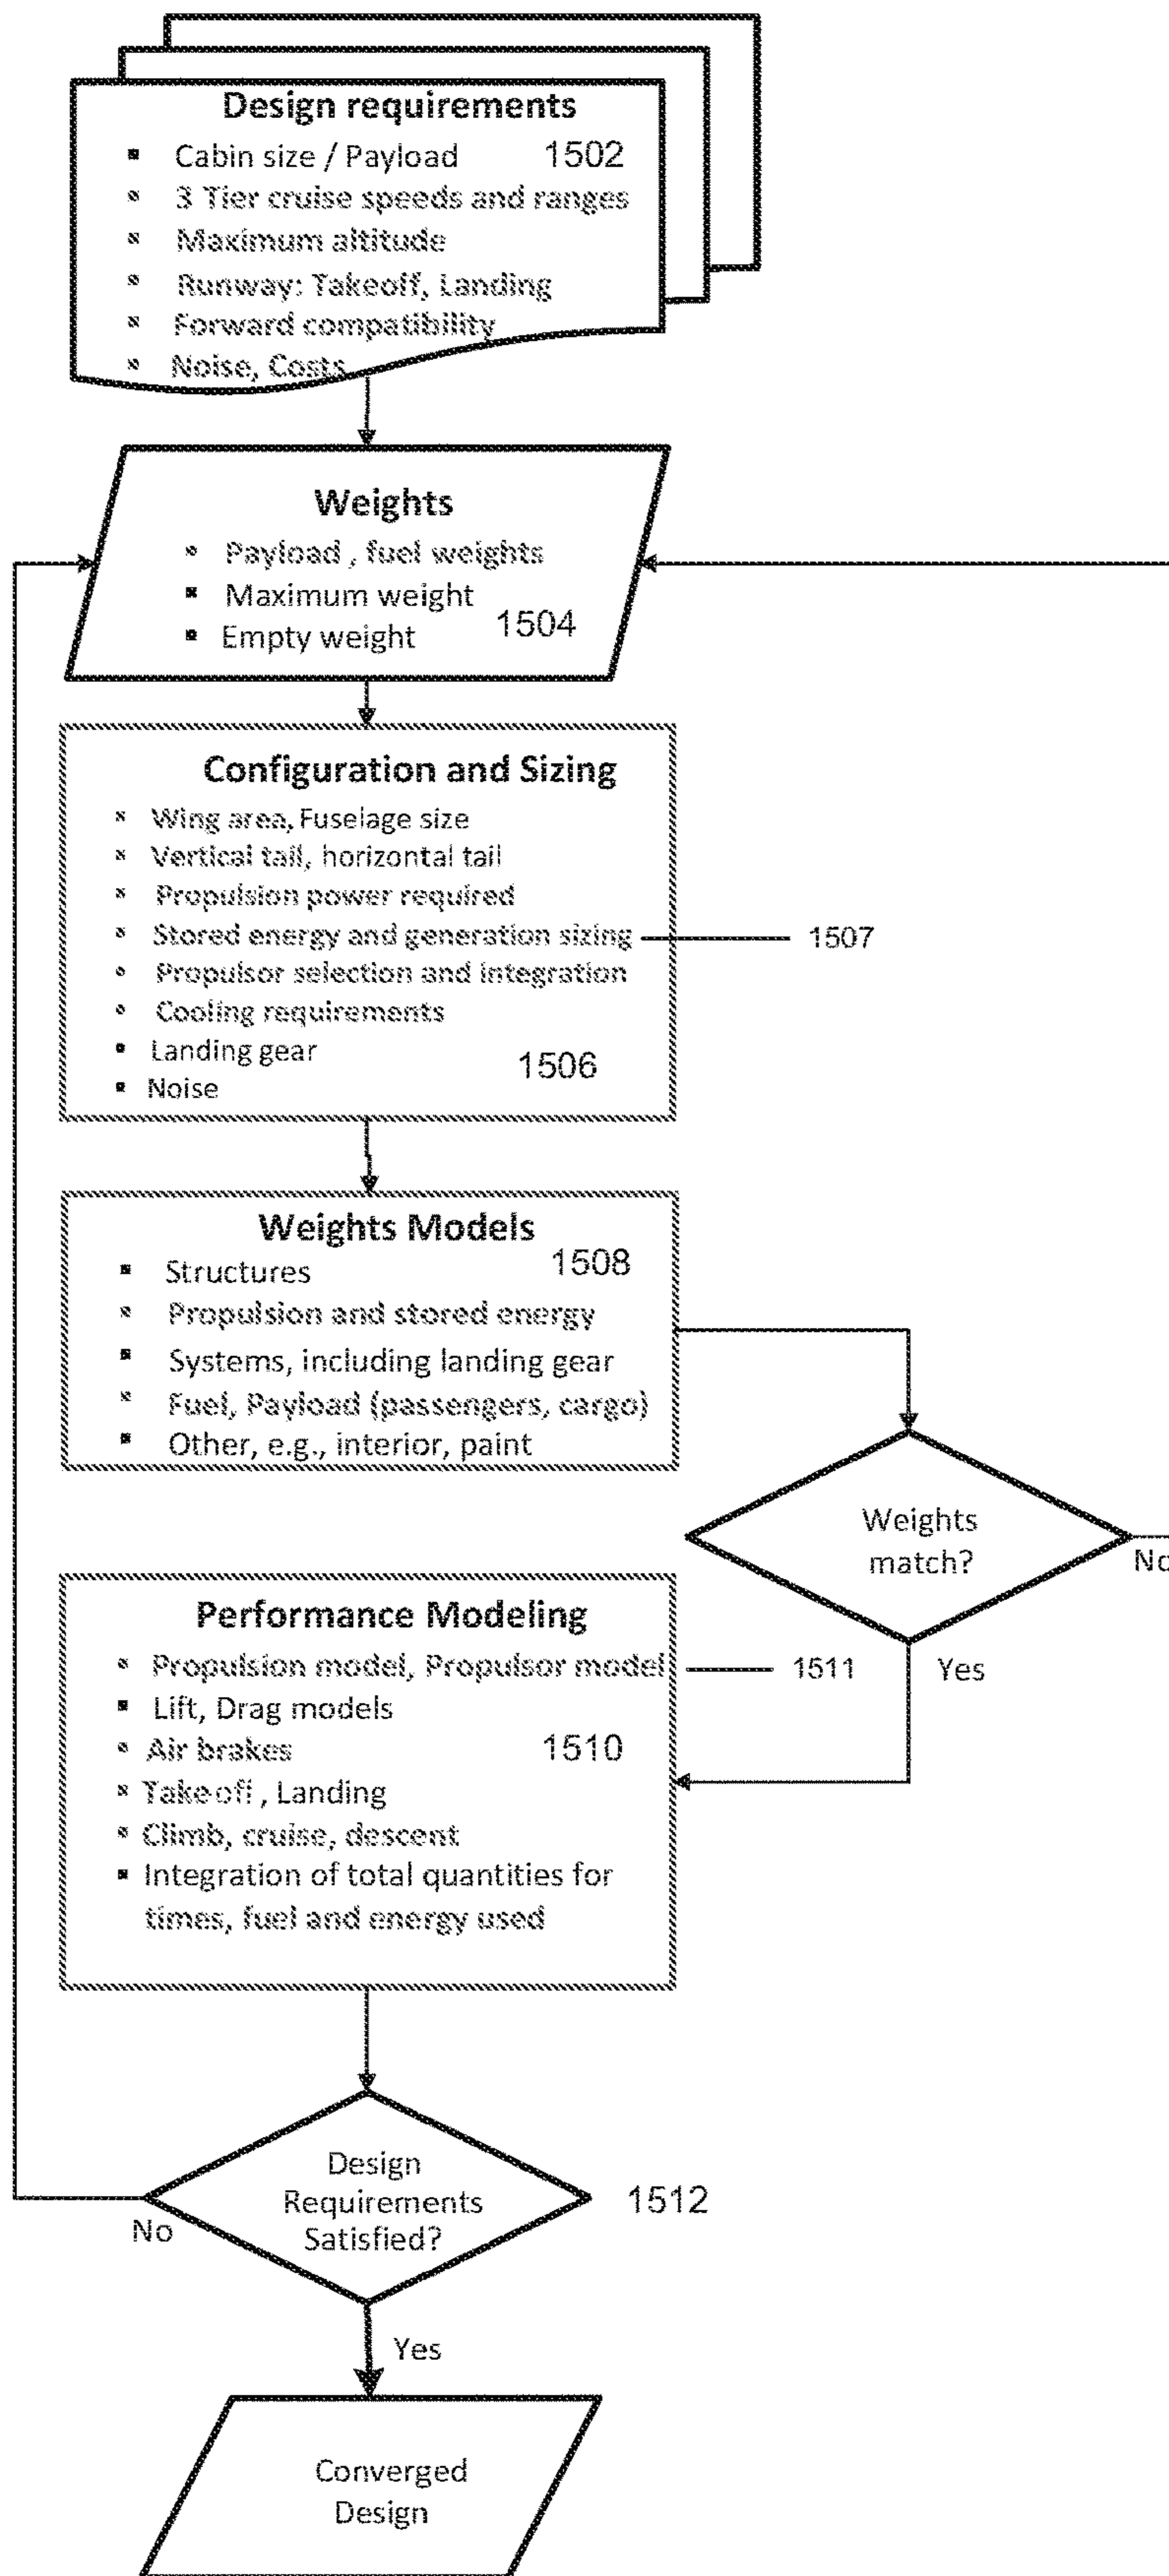 Design requirements
▪ Cabin size / Payload 1502
▪ 3 Tier cruise speeds and ranges
▪ Maximum altitude
▪ Runway: Takeoff, Landing
▪ Forward compatibility
▪ Noise, Costs
Weights
▪ Payload , fuel weights
▪ Maximum weight
▪ Empty weight 1504
Configuration and Sizing
▪ Wing area, Fuselage size
▪ Vertical tail, horizontal tail
▪ Propulsion power required
▪ Stored energy and generation sizing 1507
▪ Propulsor selection and integration
▪ Cooling requirements
▪ Landing gear 1506
▪ Noise
Weights Models
▪ Structures 1508
▪ Propulsion and stored energy
▪ Systems, including landing gear
▪ Fuel, Payload (passengers, cargo)
▪ Other, e.g., interior, paint
Weights
match?
No
Yes
Performance Modeling
▪ Propulsion model, Propulsor model 1511
▪ Lift, Drag models
▪ Air brakes 1510
▪ Takeoff , Landing
▪ Climb, cruise, descent
▪ Integration of total quantities for
times, fuel and energy used
Design
Requirements
Satisfied?
1512
No
Yes
Converged
Design